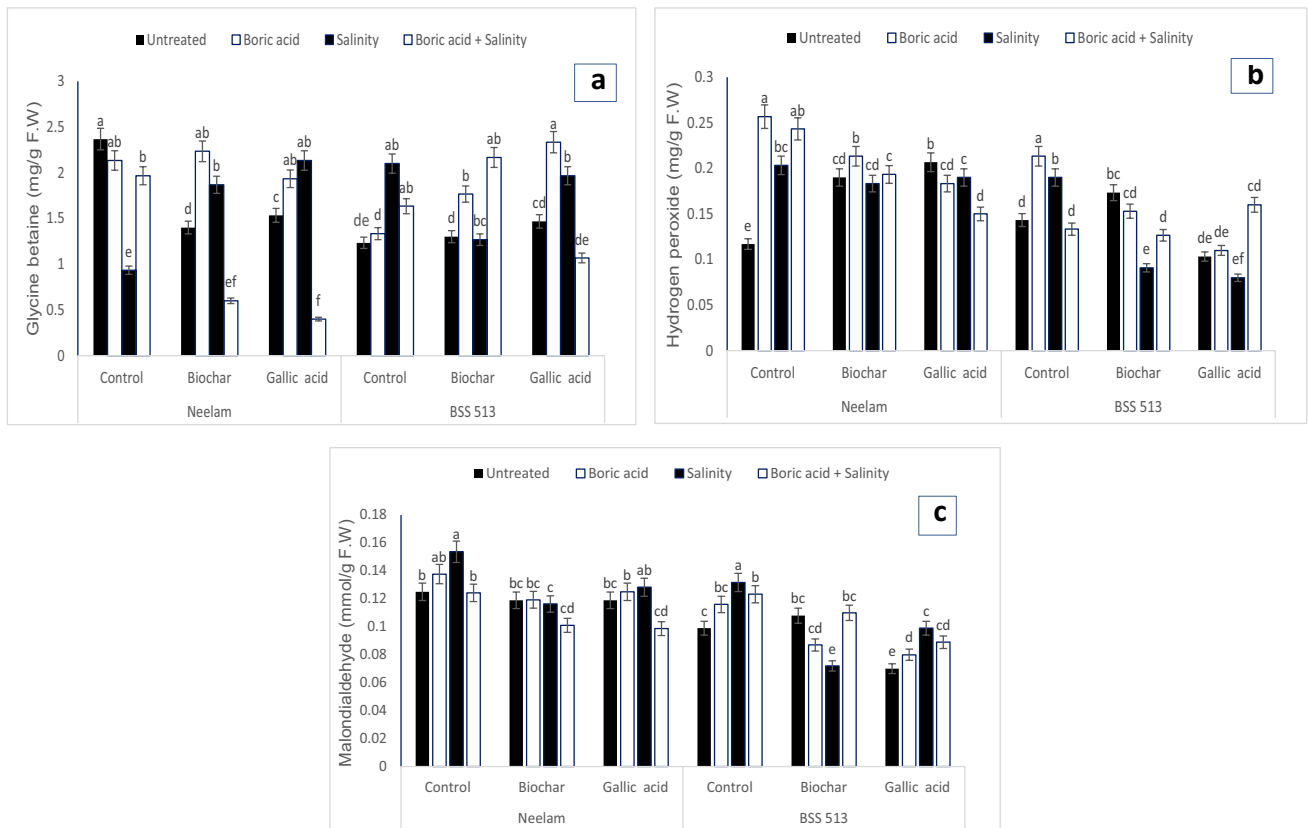 Untreated Boric acid Salinity Boric acid + Salinity
a
Glycine betaine (mg/g F.W)
3
2.5
2
1.5
1
0.5
0
a ab e b
d ab b ef
c ab ab f
de d a ab
d b bc ab
cd a b de
Control Biochar Gallic acid Control Biochar Gallic acid
Neelam BSS 513
Untreated Boric acid Salinity Boric acid + Salinity
b
Hydrogen peroxide (mg/g F.W)
0.3
0.25
0.2
0.15
0.1
0.05
0
e a bc ab
cd b cd c
b cd c d
d a b d
bc cd e d
cd de ef cd
Control Biochar Gallic acid Control Biochar Gallic acid
Neelam BSS 513
Untreated Boric acid Salinity Boric acid + Salinity
c
Malondialdehyde (mmol/g F.W)
0.18
0.16
0.14
0.12
0.1
0.08
0.06
0.04
0.02
0
b ab a b
bc bc c cd
bc b ab cd
c bc a b
bc cd e bc
e d c cd
Control Biochar Gallic acid Control Biochar Gallic acid
Neelam BSS 513